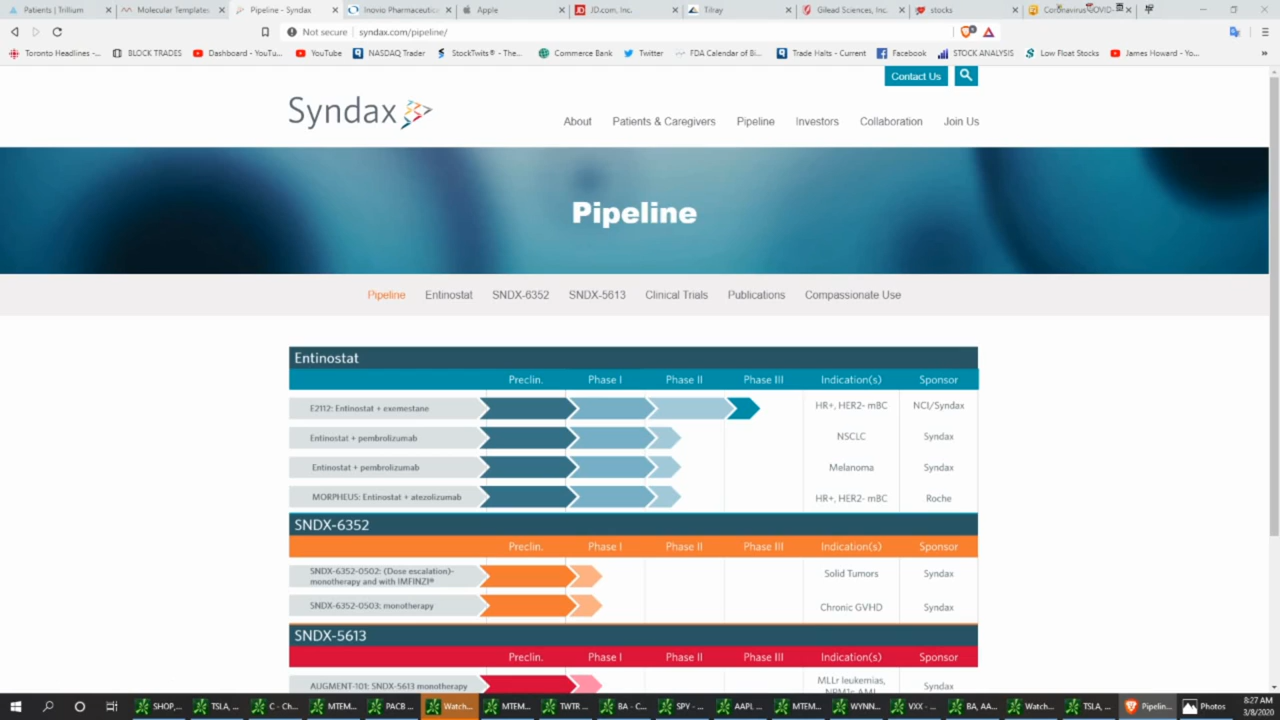 Patients | Trillium
Molecular Templates
Pipeline - Syndax
Inovio Pharmaceutic
Apple
JD.com, Inc.
Tilray
Gilead Sciences, Inc.
stocks
Coronavirus COVID-
Not secure | syndax.com/pipeline/
Toronto Headlines -...
BLOCK TRADES
Dashboard - YouTu...
YouTube
NASDAQ Trader
StockTwits® - The...
Commerce Bank
Twitter
FDA Calendar of Bi...
Trade Halts - Current
Facebook
STOCK ANALYSIS
Low Float Stocks
James Howard - Yo...
Contact Us
Syndax
About Patients & Caregivers Pipeline Investors Collaboration Join Us
Pipeline
Pipeline Entinostat SNDX-6352 SNDX-5613 Clinical Trials Publications Compassionate Use
Entinostat
Preclin. Phase I Phase II Phase III Indication(s) Sponsor
E2112: Entinostat + exemestane HR+, HER2- mBC NCI/Syndax
Entinostat + pembrolizumab NSCLC Syndax
Entinostat + pembrolizumab Melanoma Syndax
MORPHEUS: Entinostat + atezolizumab HR+, HER2- mBC Roche
SNDX-6352
Preclin. Phase I Phase II Phase III Indication(s) Sponsor
SNDX-6352-0502: (Dose escalation)-
monotherapy and with IMFINZI® Solid Tumors Syndax
SNDX-6352-0503: monotherapy Chronic GVHD Syndax
SNDX-5613
Preclin. Phase I Phase II Phase III Indication(s) Sponsor
AUGMENT-101: SNDX-5613 monotherapy MLLr leukemias, Syndax
NPM1c AML
SHOP,...
TSLA, ...
C - Ch...
MTEM...
PACB ...
Watch...
MTEM...
TWTR ...
BA - C...
SPY - ...
AAPL ...
MTEM...
WYNN...
VXX - ...
BA, AA...
Watch...
TSLA, ...
Pipelin...
Photos
8:27 AM
3/8/2020